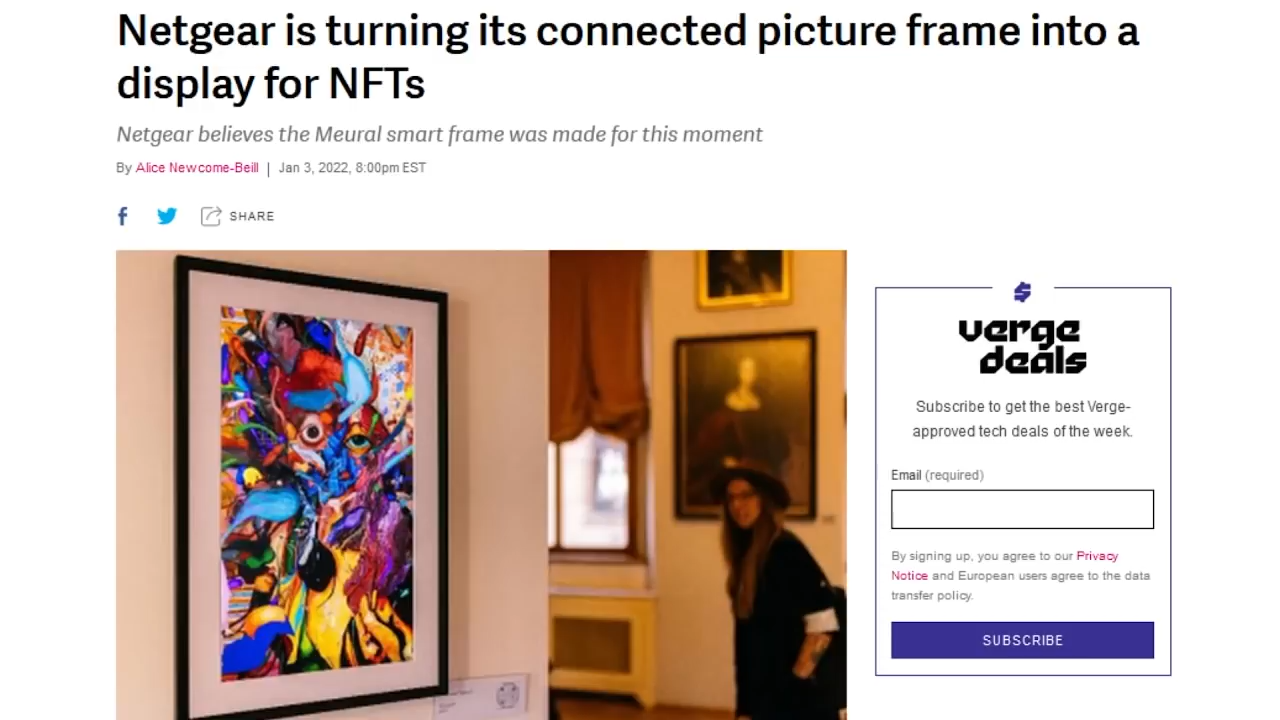 Netgear is turning its connected picture frame into a
display for NFTs
Netgear believes the Meural smart frame was made for this moment
By Alice Newcome-Beill | Jan 3, 2022, 8:00pm EST
SHARE
verge
deals
Subscribe to get the best Verge-
approved tech deals of the week.
Email (required)
By signing up, you agree to our Privacy
Notice and European users agree to the data
transfer policy.
SUBSCRIBE